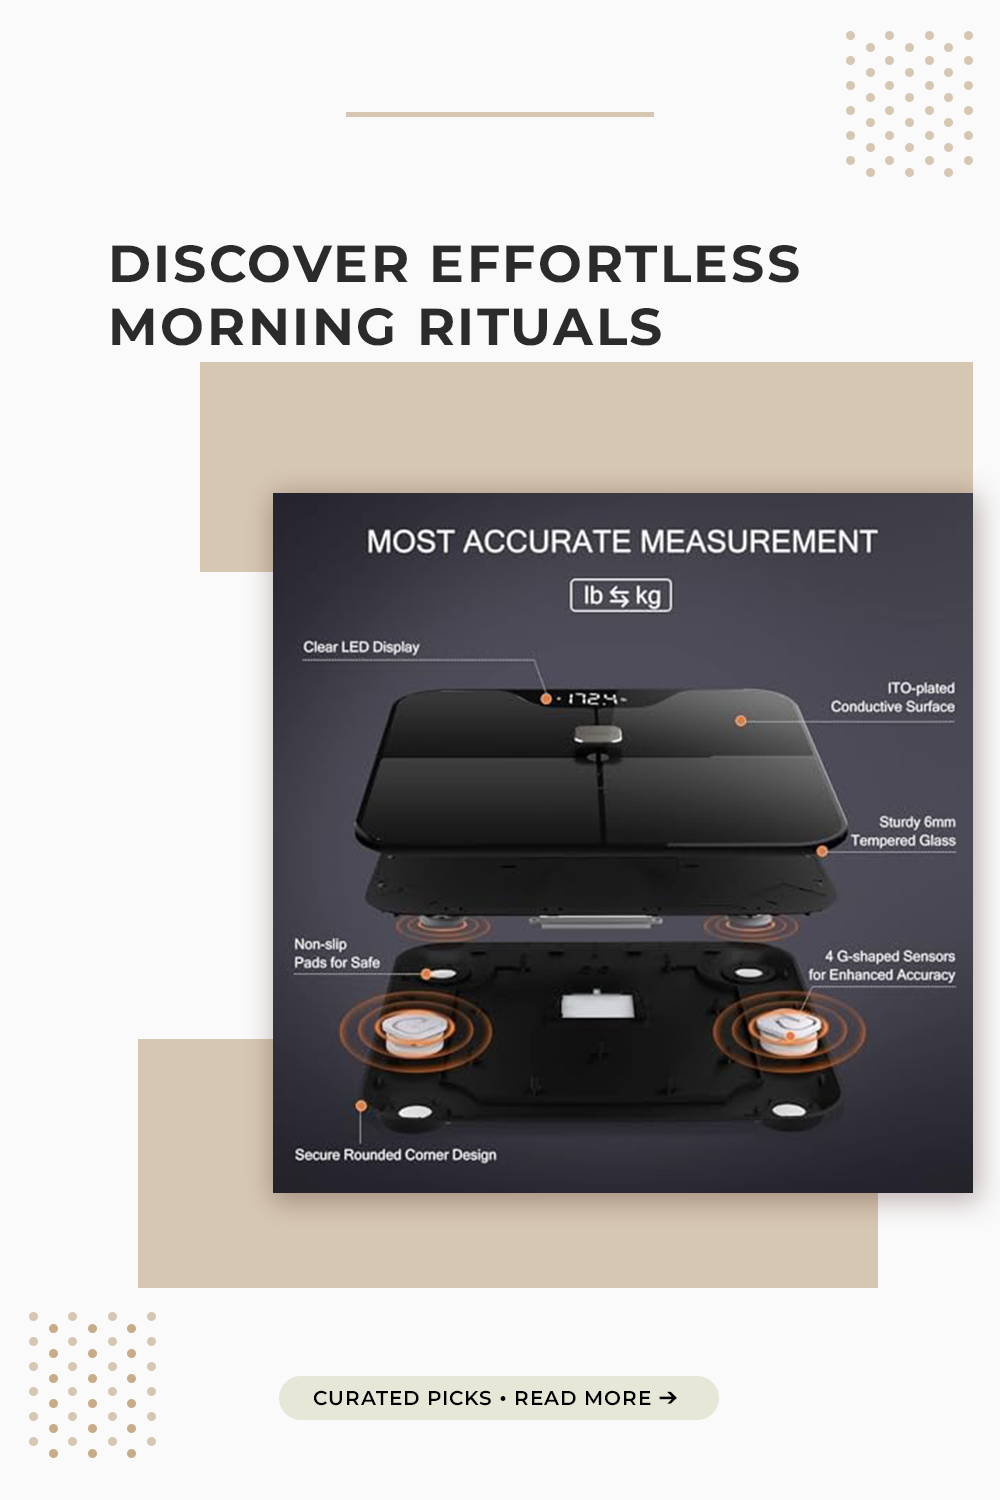 DISCOVER EFFORTLESS
MORNING RITUALS
MOST ACCURATE MEASUREMENT
lb ⇆ kg
Clear LED Display
172.4
ITO-plated
Conductive Surface
Sturdy 6mm
Tempered Glass
Non-slip
Pads for Safe
4 G-shaped Sensors
for Enhanced Accuracy
Secure Rounded Corner Design
CURATED PICKS • READ MORE ➔